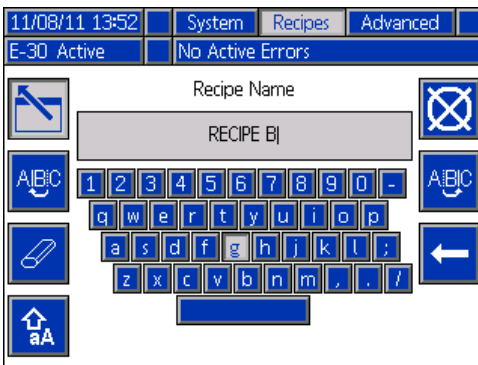 11/08/11 13:52 System Recipes Advanced
E-30 Active No Active Errors
Recipe Name
RECIPE B
ABC 1 2 3 4 5 6 7 8 9 0 - ABC
q w e r t y u i o p
a s d f g h j k l ;
z x c v b n m , . /
aA